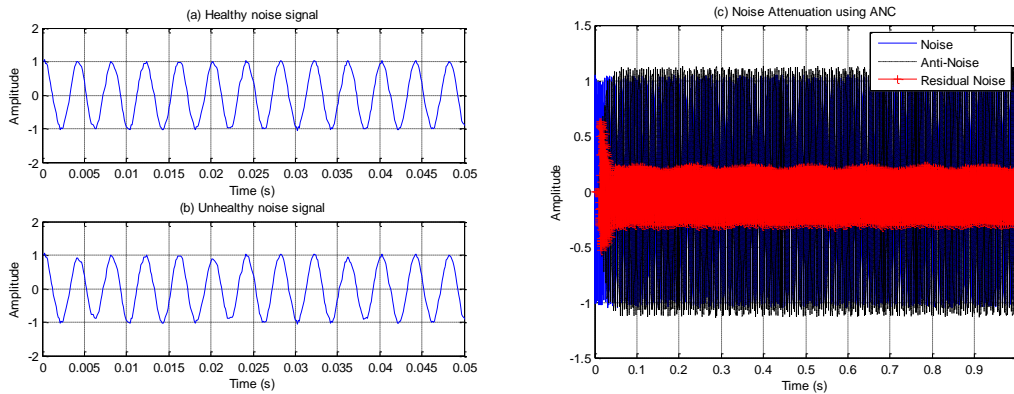 (a) Healthy noise signal
2
1
0
-1
-2
Amplitude
0 0.005 0.01 0.015 0.02 0.025 0.03 0.035 0.04 0.045 0.05
Time (s)
(b) Unhealthy noise signal
2
1
0
-1
-2
Amplitude
0 0.005 0.01 0.015 0.02 0.025 0.03 0.035 0.04 0.045 0.05
Time (s)
(c) Noise Attenuation using ANC
1.5
1
0.5
0
-0.5
-1
-1.5
Amplitude
Noise
Anti-Noise
Residual Noise
0 0.1 0.2 0.3 0.4 0.5 0.6 0.7 0.8 0.9
Time (s)